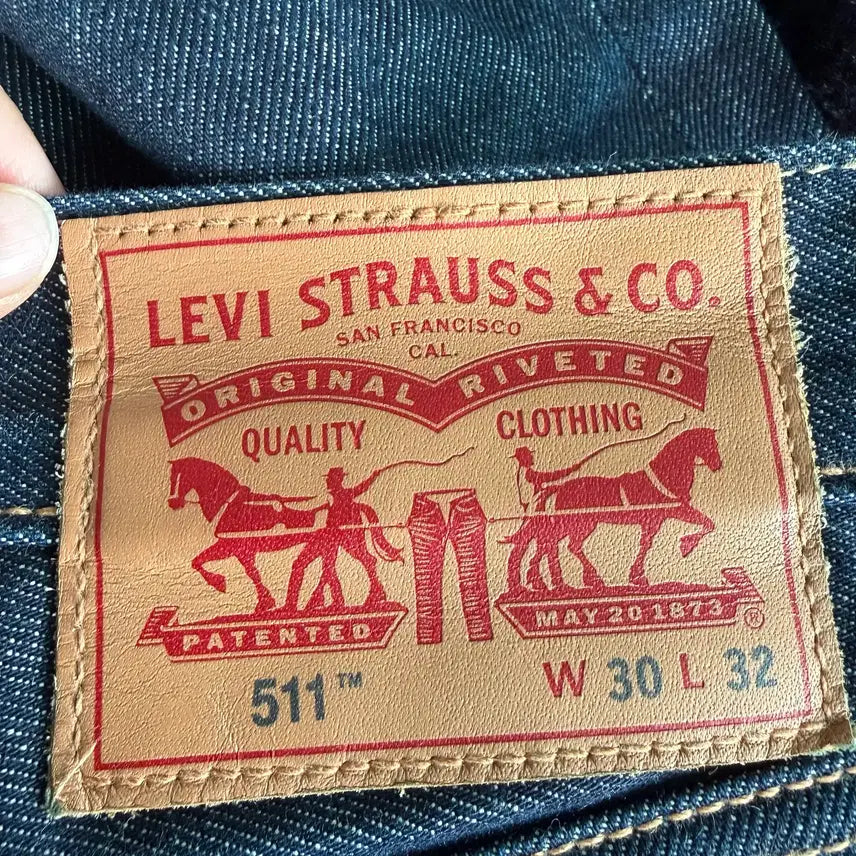 LEVI STRAUSS & CO.
SAN FRANCISCO
CAL.
ORIGINAL RIVETED
QUALITY CLOTHING
PATENTED MAY 20 1873 ®
511™ W 30 L 32